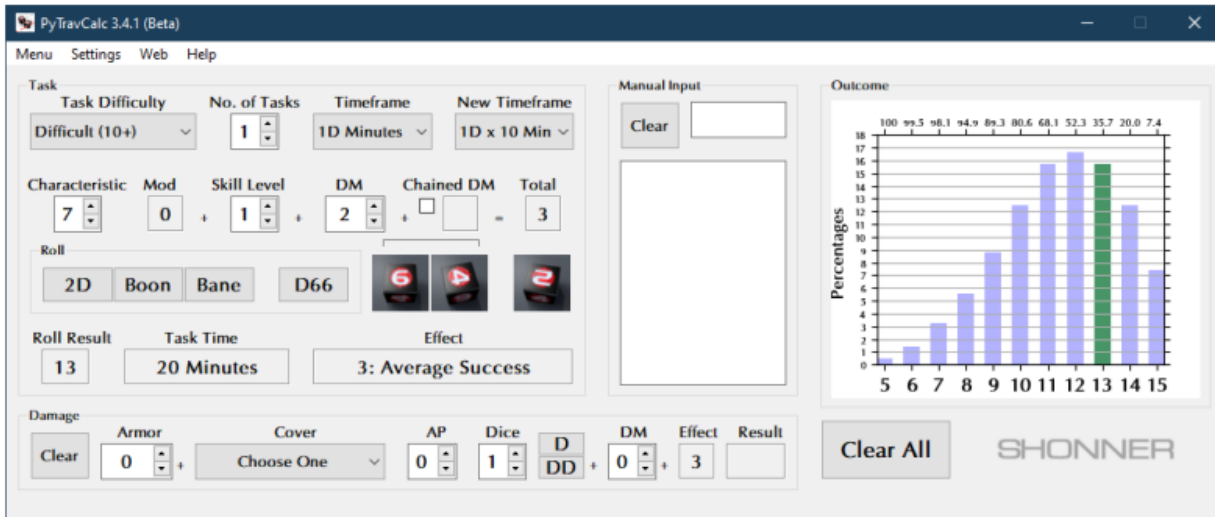 PyTravCalc 3.4.1 (Beta)
Menu Settings Web Help
Task
Task Difficulty No. of Tasks Timeframe New Timeframe
Difficult (10+) 1 1D Minutes 1D x 10 Min
Characteristic Mod Skill Level DM Chained DM Total
7 0 + 1 + 2 + = 3
Roll
2D Boon Bane D66
6 4 2
Roll Result Task Time Effect
13 20 Minutes 3: Average Success
Manual Input
Clear
Outcome
100 99.5 98.1 94.9 89.3 80.6 68.1 52.3 35.7 20.0 7.4
18
17
16
15
14
13
12
11
10
9
8
7
6
5
4
3
2
1
0
Percentages
5 6 7 8 9 10 11 12 13 14 15
Damage
Armor Cover AP Dice DM Effect Result
Clear 0 + Choose One 0 1 D DD + 0 + 3
Clear All
SHONNER